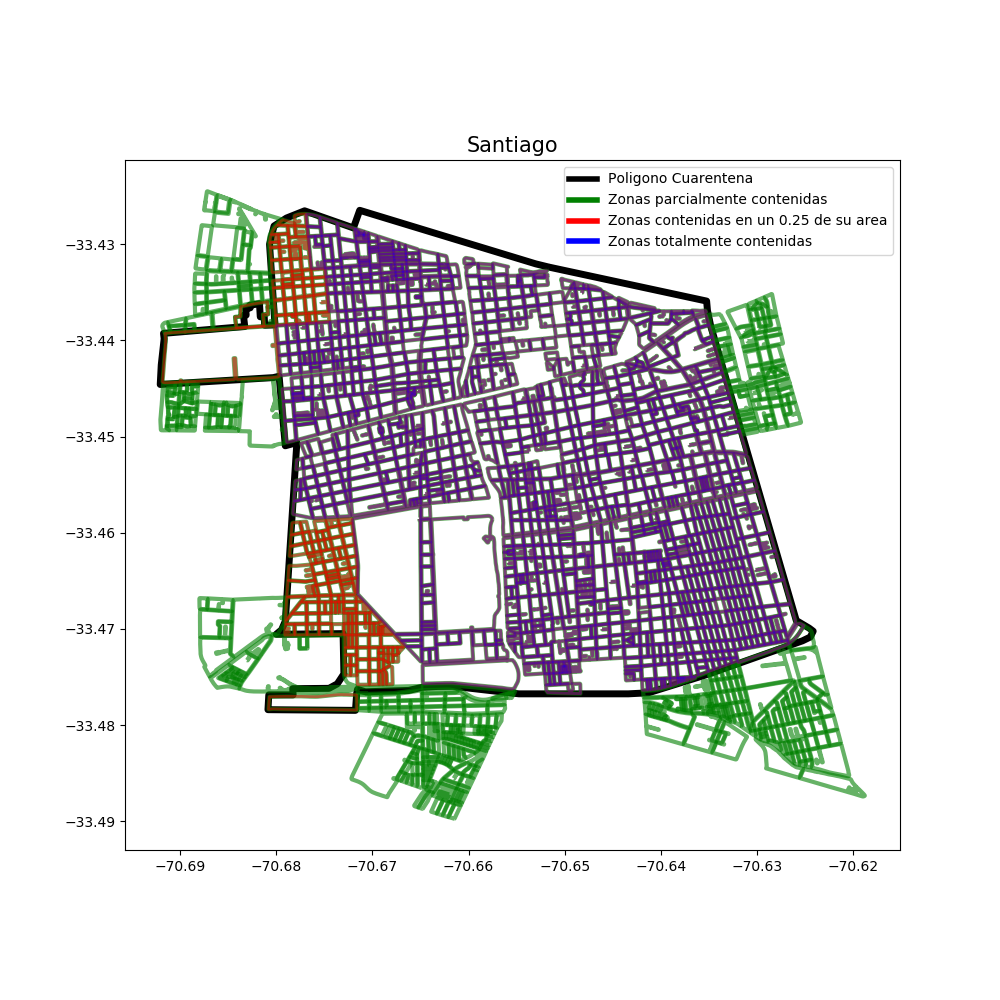 Santiago
Poligono Cuarentena
Zonas parcialmente contenidas
Zonas contenidas en un 0.25 de su area
Zonas totalmente contenidas
−33.43
−33.44
−33.45
−33.46
−33.47
−33.48
−33.49
−70.69 −70.68 −70.67 −70.66 −70.65 −70.64 −70.63 −70.62